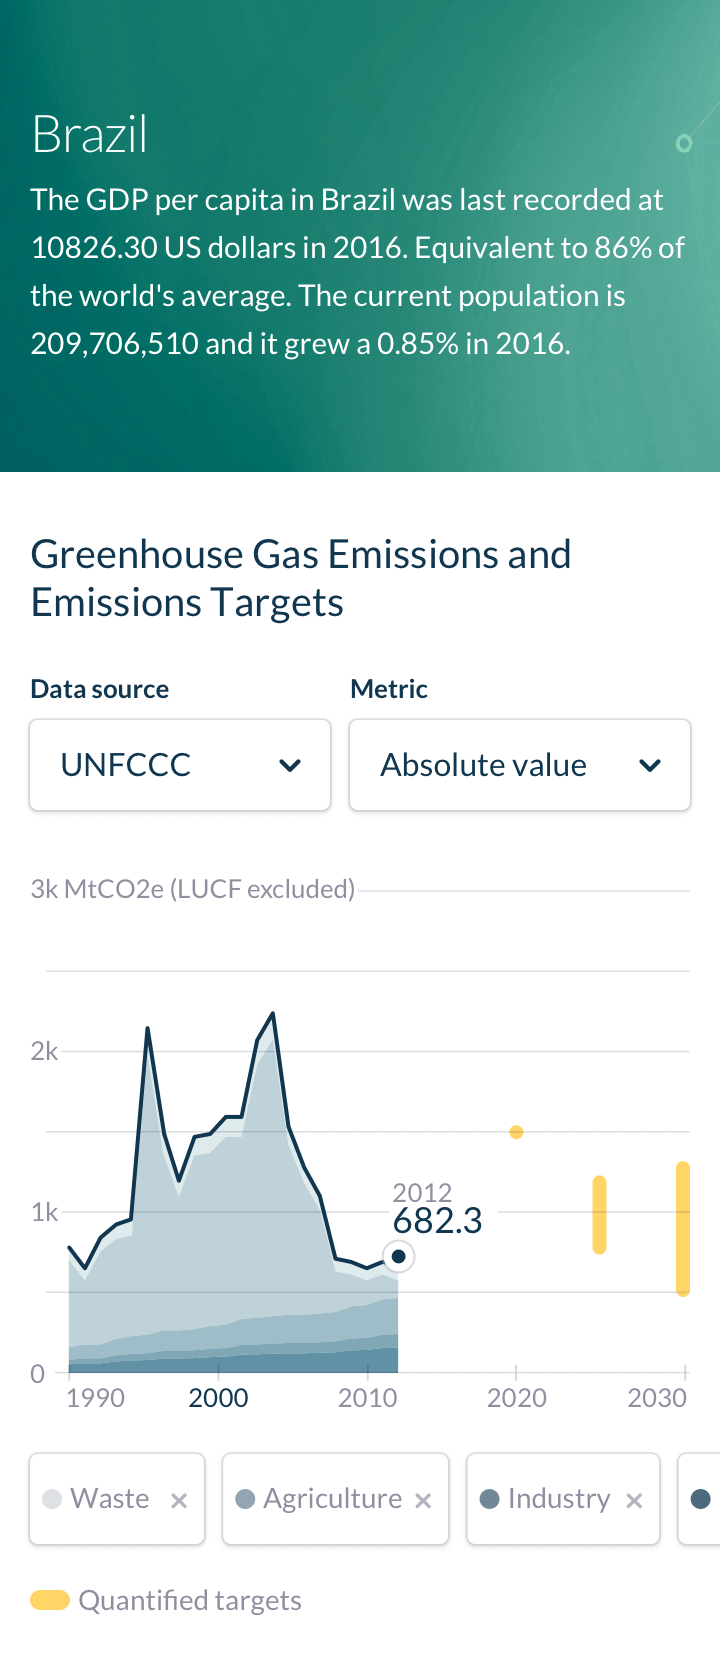 Brazil
The GDP per capita in Brazil was last recorded at
10826.30 US dollars in 2016. Equivalent to 86% of
the world's average. The current population is
209,706,510 and it grew a 0.85% in 2016.
Greenhouse Gas Emissions and
Emissions Targets
Data source Metric
UNFCCC Absolute value
3k MtCO2e (LUCF excluded)
2k
2012
1k 682.3
0
1990 2000 2010 2020 2030
Waste Agriculture Industry
Quantified targets